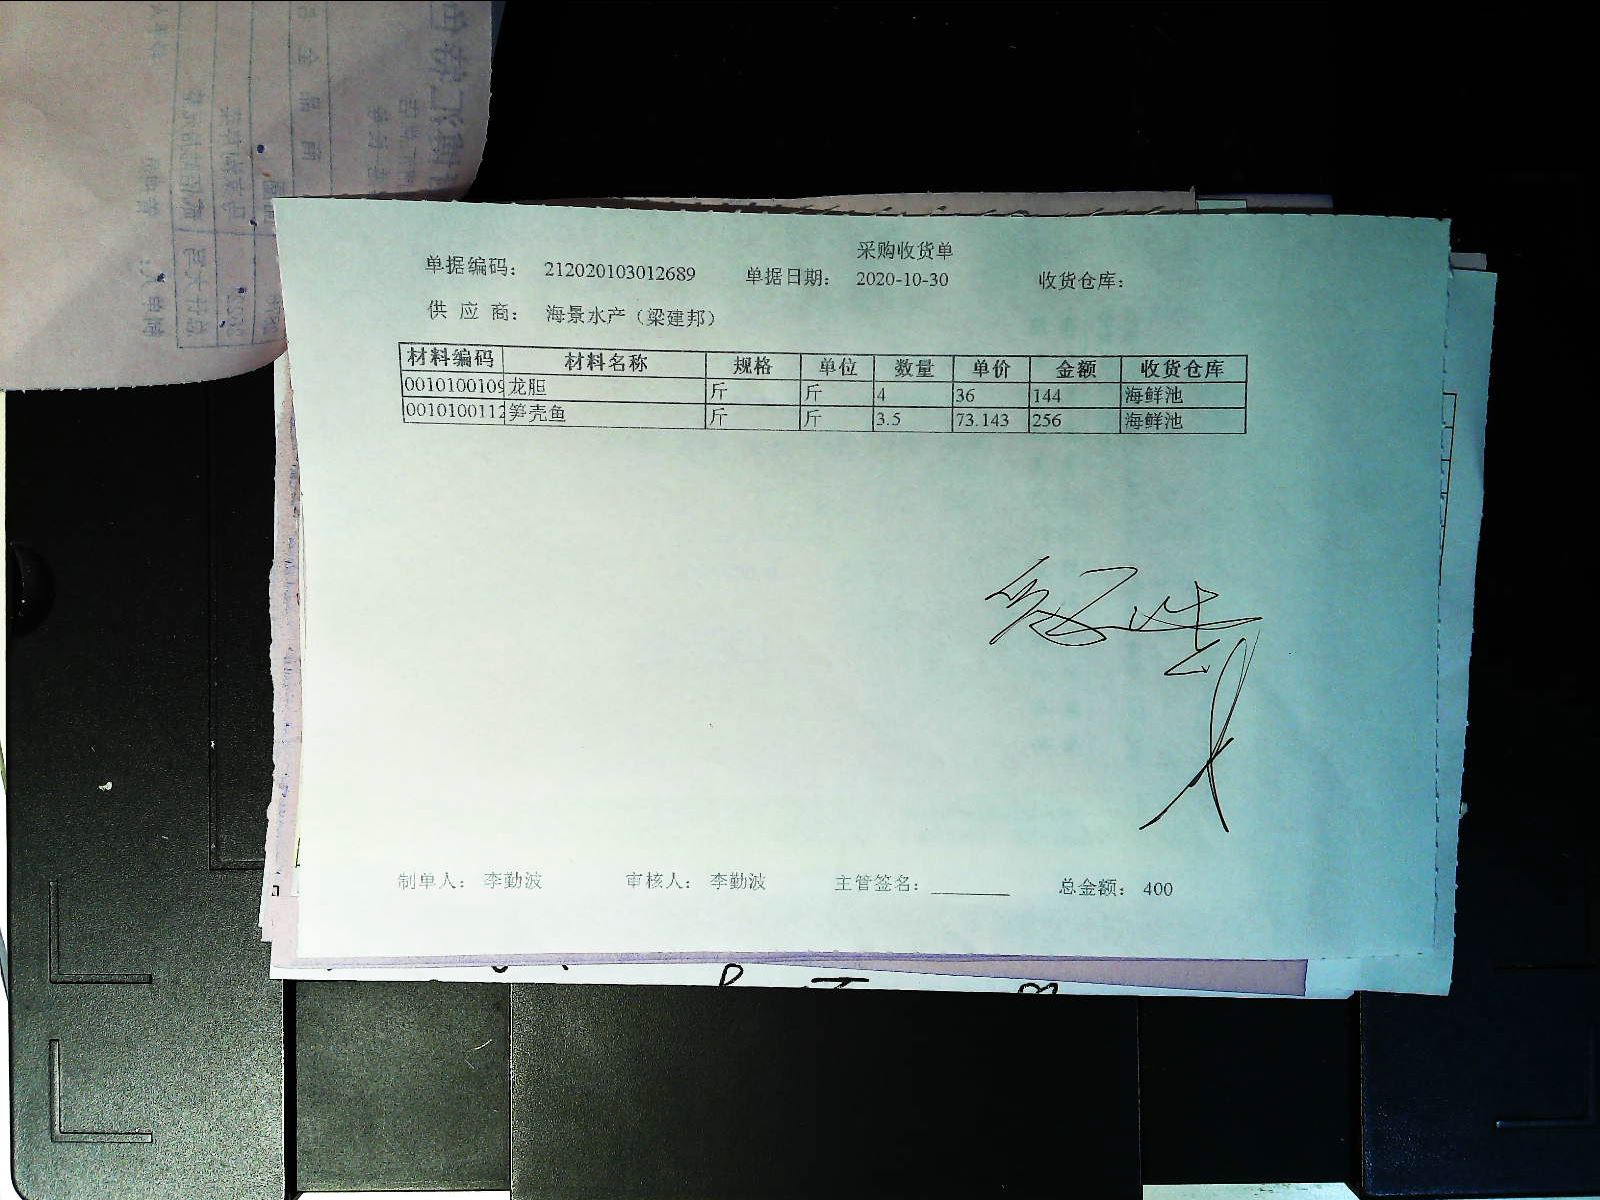 采购收货单
单据编码： 212020103012689 单据日期： 2020-10-30 收货仓库：
供 应 商： 海景水产（梁建邦）
材料编码 材料名称 规格 单位 数量 单价 金额 收货仓库
0010100109 龙胆 斤 斤 4 36 144 海鲜池
0010100112 笋壳鱼 斤 斤 3.5 73.143 256 海鲜池
制单人： 李勤波 审核人： 李勤波 主管签名： 总金额： 400